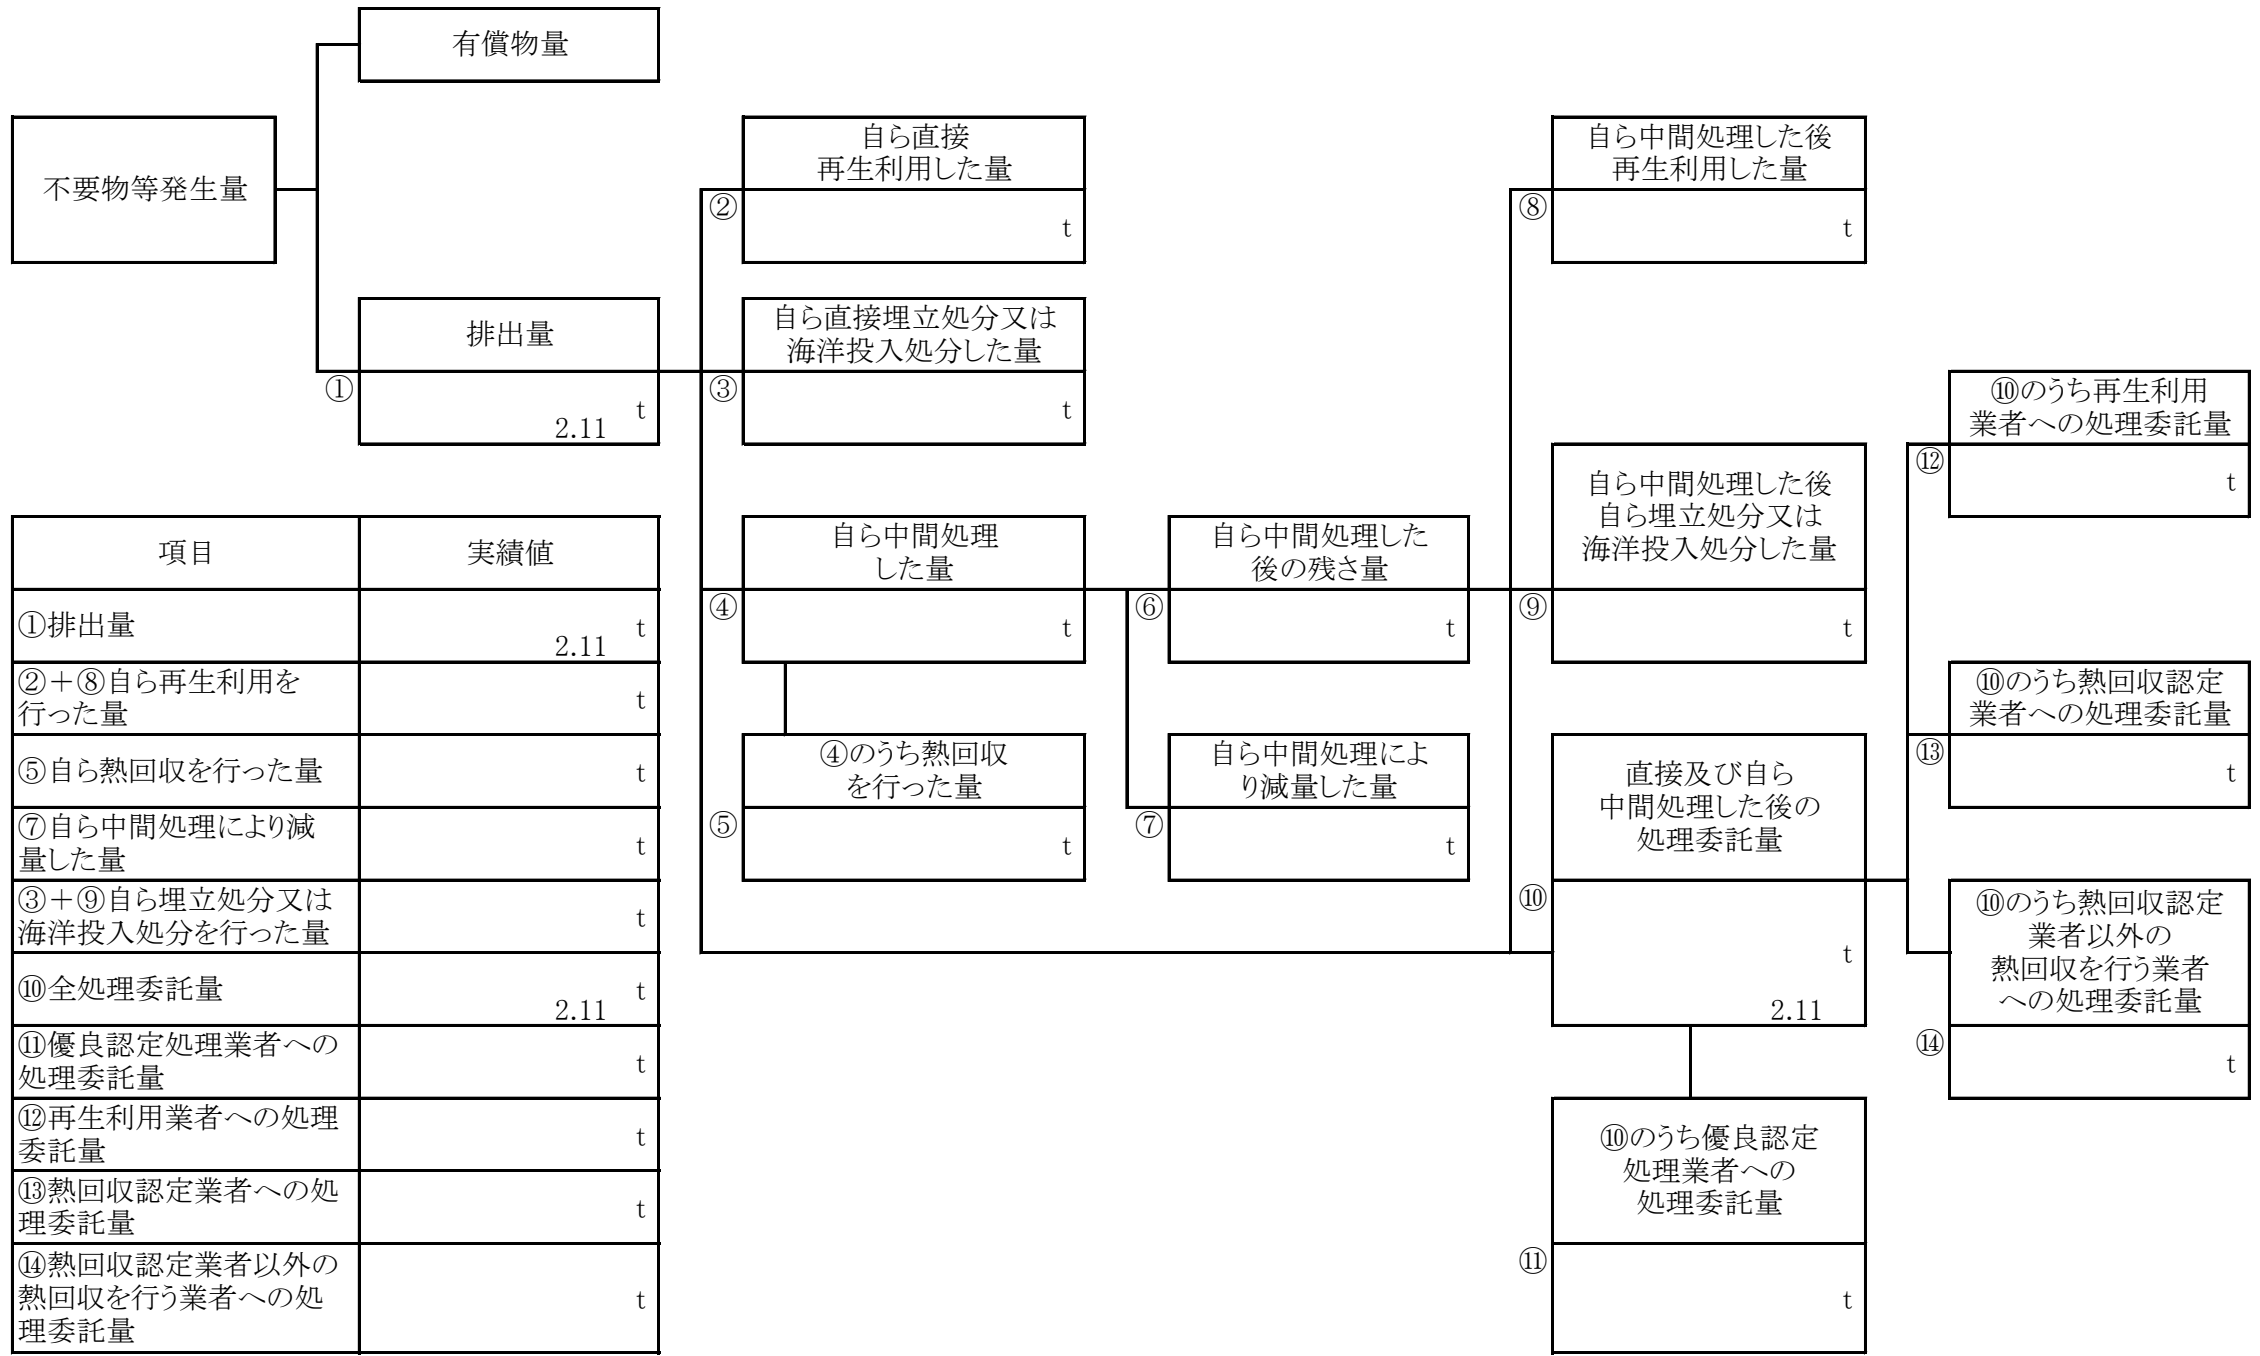 有償物量
不要物等発生量
排出量
①
t
2.11
自ら直接
再生利用した量
②
t
自ら直接埋立処分又は
海洋投入処分した量
③
t
自ら中間処理
した量
④
t
④のうち熱回収
を行った量
⑤
t
自ら中間処理した
後の残さ量
⑥
t
自ら中間処理によ
り減量した量
⑦
t
自ら中間処理した後
再生利用した量
⑧
t
自ら中間処理した後
自ら埋立処分又は
海洋投入処分した量
⑨
t
直接及び自ら
中間処理した後の
処理委託量
⑩
t
2.11
⑩のうち優良認定
処理業者への
処理委託量
⑪
t
⑩のうち再生利用
業者への処理委託量
⑫
t
⑩のうち熱回収認定
業者への処理委託量
⑬
t
⑩のうち熱回収認定
業者以外の
熱回収を行う業者
への処理委託量
⑭
t
項目 実績値
①排出量 2.11 t
②＋⑧自ら再生利用を
行った量 t
⑤自ら熱回収を行った量 t
⑦自ら中間処理により減
量した量 t
③＋⑨自ら埋立処分又は
海洋投入処分を行った量 t
⑩全処理委託量 2.11 t
⑪優良認定処理業者への
処理委託量 t
⑫再生利用業者への処理
委託量 t
⑬熱回収認定業者への処
理委託量 t
⑭熱回収認定業者以外の
熱回収を行う業者への処
理委託量 t